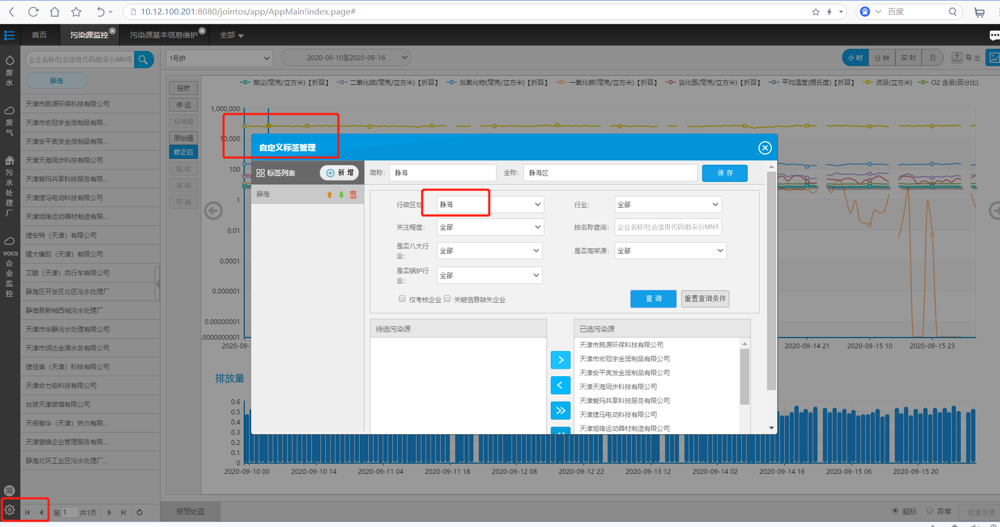 10.12.100.201:8080/jointos/app/AppMain!index.page#
百度
首页
污染源监控
污染源基本信息维护
全部
企业名称/社会信用代码/数采仪MN号
1号炉
2020-09-10至2020-09-16
小时
分钟
实时
日
导出
废水
废气
污水处理厂
VOCS企业监控
简
静海
天津市腾源环保科技有限公司
天津市宏冠宇金属制品有限...
天津安平奥发金属制品有限...
天津天海同步科技有限公司
天津爱玛共享科技服务有限...
天津捷马电动科技有限公司
天津旭锋运动器材制造有限...
捷安特（天津）有限公司
建大橡胶（天津）有限公司
艾歐（天津）自行车有限公司
静海区开发区北区污水处理厂
静海县新城西城污水处理厂
天津市华静污水处理有限公司
天津市润达金源水务有限公司
捷佳美（天津）科技有限公司
天津合力嘉科技有限公司
台玻天津玻璃有限公司
天保爱华（天津）热力有限...
天津壹峰企业管理服务有限...
静海北环工业区污水处理厂...
第 1 共1页
报修
停运
标准值
原始值
修正后
验收
审核
可疑
烟尘(毫克/立方米)【折算】
二氧化硫(毫克/立方米)【折算】
氮氧化物(毫克/立方米)【折算】
一氧化碳(毫克/立方米)【折算】
氯化氢(毫克/立方米)【折算】
平均温度(摄氏度)【折算】
流量(立方米)
O2 含量(百分比)
1,000,000
10,000
100
1
0.01
0.0001
0.000001
0.00000001
.0000000001
2020-09-
2020-09-14 21
2020-09-15 10
2020-09-15 23
自定义标签管理
标签列表
新增
静海
简称:
静海
全称:
静海区
保存
行政区划:
静海
行业:
全部
关注程度:
全部
按名称查询:
企业名称/社会信用代码/数采仪MN号
是否八大行业:
全部
是否高架源:
全部
是否锅炉行业:
全部
仅考核企业
关键信息缺失企业
查询
重置查询条件
待选污染源
已选污染源
天津市腾源环保科技有限公司
天津市宏冠宇金属制品有限公司
天津安平奥发金属制品有限公司
天津天海同步科技有限公司
天津爱玛共享科技服务有限公司
天津捷马电动科技有限公司
天津旭锋运动器材制造有限公司
排放量
0.6
0.5
0.4
0.3
0.2
0.1
0
2020-09-10 00
2020-09-10 14
2020-09-11 04
2020-09-11 18
2020-09-12 08
2020-09-12 22
2020-09-13 12
2020-09-14 02
2020-09-14 16
2020-09-15 06
2020-09-15 20
报警处置
超标
异常
批量处置